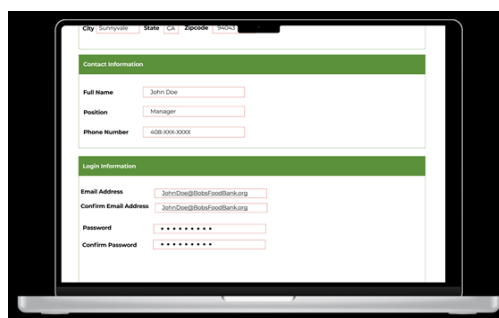 City Sunnyvale State CA Zipcode 94043
Contact Information
Full Name John Doe
Position Manager
Phone Number 408-XXX-XXXX
Login Information
Email Address JohnDoe@BobsFoodBank.org
Confirm Email Address JohnDoe@BobsFoodBank.org
Password •••••••••
Confirm Password •••••••••